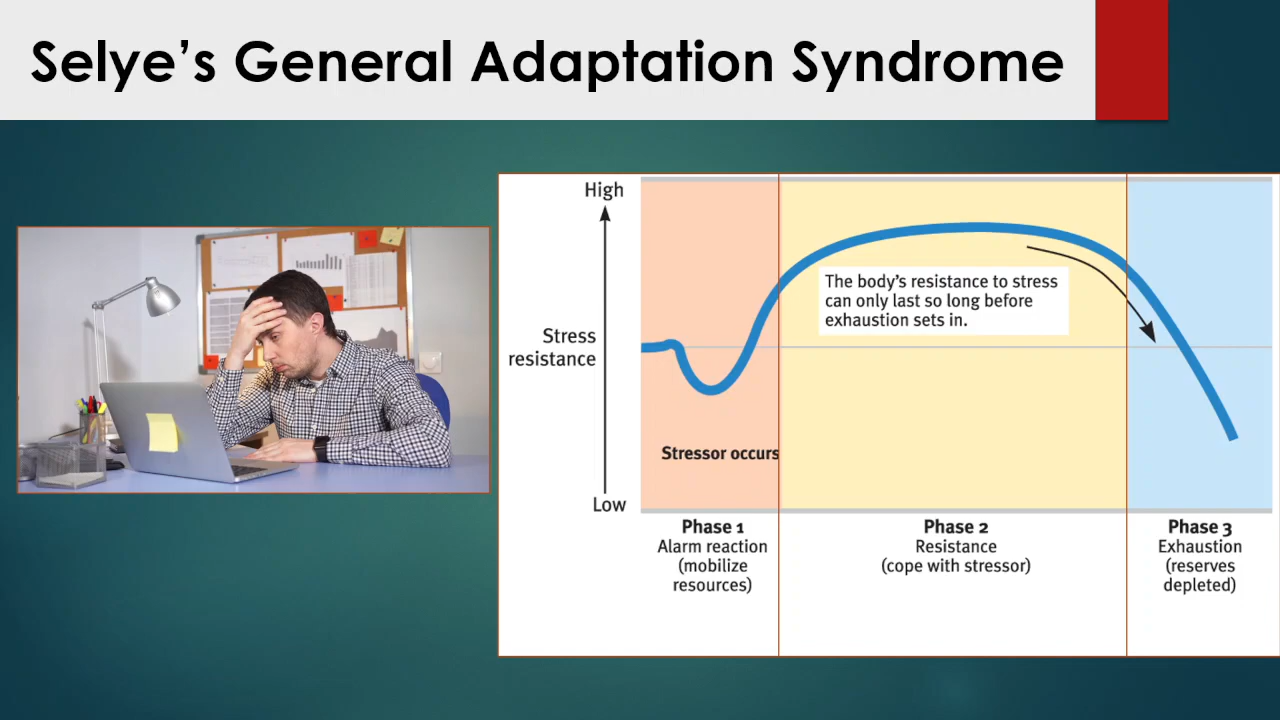 Selye’s General Adaptation Syndrome
High
Stress
resistance
Low
The body’s resistance to stress
can only last so long before
exhaustion sets in.
Stressor occurs
Phase 1
Alarm reaction
(mobilize
resources)
Phase 2
Resistance
(cope with stressor)
Phase 3
Exhaustion
(reserves
depleted)